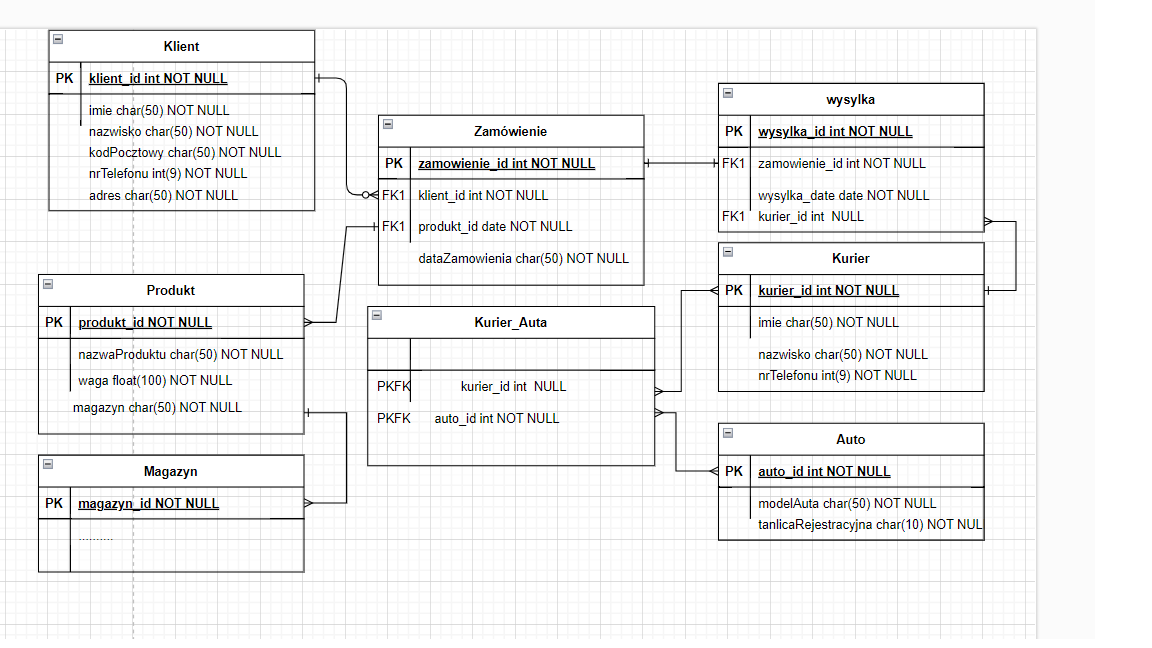 Klient
PK klient_id int NOT NULL
imie char(50) NOT NULL
nazwisko char(50) NOT NULL
kodPocztowy char(50) NOT NULL
nrTelefonu int(9) NOT NULL
adres char(50) NOT NULL
Zamówienie
PK zamowienie_id int NOT NULL
FK1 klient_id int NOT NULL
FK1 produkt_id date NOT NULL
dataZamowienia char(50) NOT NULL
wysylka
PK wysylka_id int NOT NULL
FK1 zamowienie_id int NOT NULL
wysylka_date date NOT NULL
FK1 kurier_id int NULL
Produkt
PK produkt_id NOT NULL
nazwaProduktu char(50) NOT NULL
waga float(100) NOT NULL
magazyn char(50) NOT NULL
Kurier_Auta
PKFK kurier_id int NULL
PKFK auto_id int NOT NULL
Kurier
PK kurier_id int NOT NULL
imie char(50) NOT NULL
nazwisko char(50) NOT NULL
nrTelefonu int(9) NOT NULL
Magazyn
PK magazyn_id NOT NULL
..........
Auto
PK auto_id int NOT NULL
modelAuta char(50) NOT NULL
tanlicaRejestracyjna char(10) NOT NUL